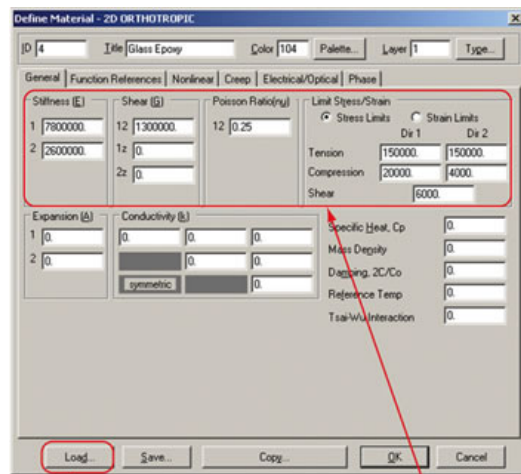 Define Material - 2D ORTHOTROPIC
ID 4 Title Glass Epoxy Color 104 Palette... Layer 1 Type...
General Function References Nonlinear Creep Electrical/Optical Phase
Stiffness (E) Shear (G) Poisson Ratio(nu) Limit Stress/Strain
Stress Limits Strain Limits
1 7800000. 12 1300000. 12 0.25 Dir 1 Dir 2
2 2600000. 1z 0. Tension 150000. 150000.
2z 0. Compression 20000. 4000.
Shear 6000.
Expansion (A) Conductivity (k)
1 0. 0. 0. 0. Specific Heat, Cp 0.
2 0. 0. 0. Mass Density 0.
symmetric 0. Damping, 2C/Co 0.
Reference Temp 0.
Tsai-Wu Interaction 0.
Load... Save... Copy... OK Cancel